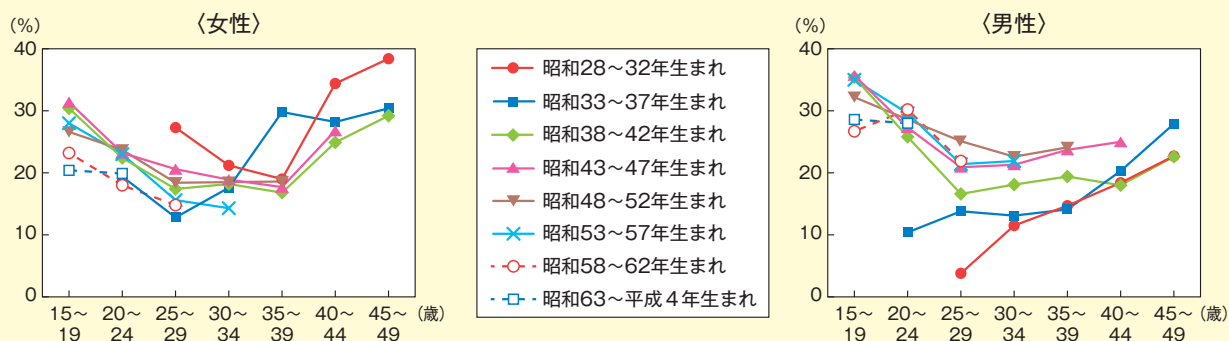 〈女性〉
(%)
40
30
20
10
0
15～19
20～24
25～29
30～34
35～39
40～44
45～49
(歳)
昭和28～32年生まれ
昭和33～37年生まれ
昭和38～42年生まれ
昭和43～47年生まれ
昭和48～52年生まれ
昭和53～57年生まれ
昭和58～62年生まれ
昭和63～平成4年生まれ
〈男性〉
(%)
40
30
20
10
0
15～19
20～24
25～29
30～34
35～39
40～44
45～49
(歳)